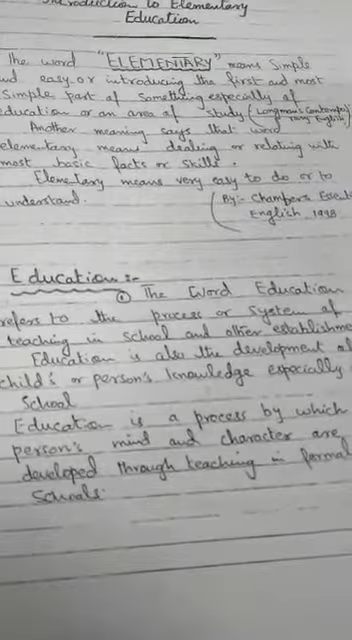 Introduction to Elementary
Education
The word "ELEMENTARY" means Simple
and easy or introducing the first and most
Simple part of something especially of
education or an area of study (Longmans Contempo
rary English)
Another meaning says that word
elementary means dealing or relating with
most basic facts or skills.
Elementary means very easy to do or to
understand.
(By:- Chambers
English 1998
Education:-
① The Word Education
refers to the process or system of
teaching in school and other establishme
Education is also the development of
child's or person's knowledge especially
School
Education is a process by which
person's mind and character are
developed through teaching in formal
Schools.